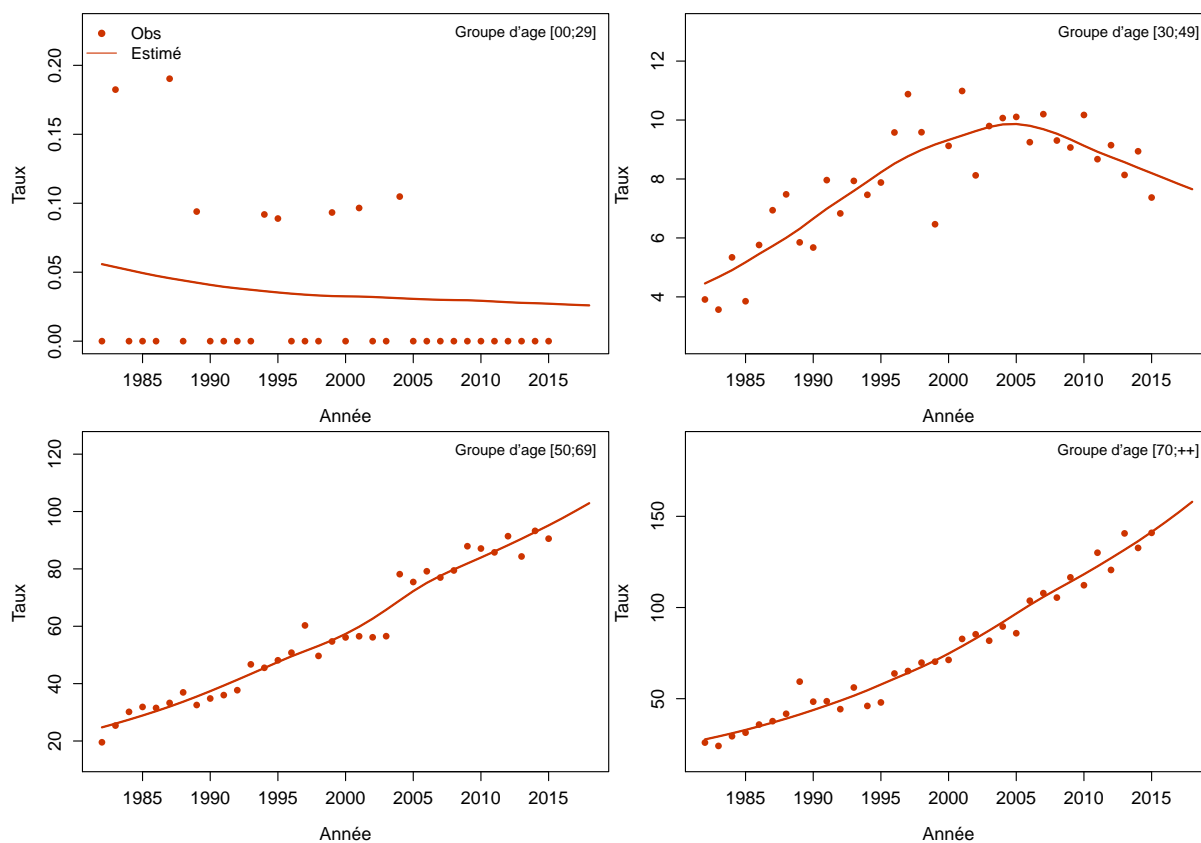 Obs
Estimé
Groupe d'age [00;29]
Taux
0.20
0.15
0.10
0.05
0.00
1985 1990 1995 2000 2005 2010 2015
Année
Groupe d'age [30;49]
Taux
12
10
8
6
4
1985 1990 1995 2000 2005 2010 2015
Année
Groupe d'age [50;69]
Taux
120
100
80
60
40
20
1985 1990 1995 2000 2005 2010 2015
Année
Groupe d'age [70;++]
Taux
150
100
50
1985 1990 1995 2000 2005 2010 2015
Année